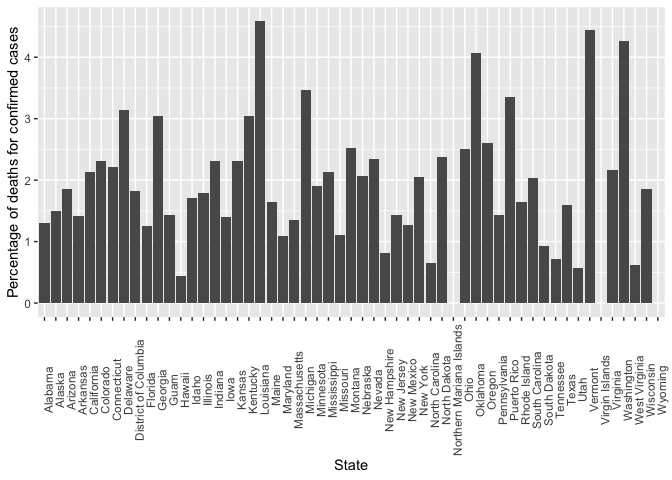 Percentage of deaths for confirmed cases
4
3
2
1
0
Alabama
Alaska
Arizona
Arkansas
California
Colorado
Connecticut
Delaware
District of Columbia
Florida
Georgia
Guam
Hawaii
Idaho
Illinois
Indiana
Iowa
Kansas
Kentucky
Louisiana
Maine
Maryland
Massachusetts
Michigan
Minnesota
Mississippi
Missouri
Montana
Nebraska
Nevada
New Hampshire
New Jersey
New Mexico
New York
North Carolina
North Dakota
Northern Mariana Islands
Ohio
Oklahoma
Oregon
Pennsylvania
Puerto Rico
Rhode Island
South Carolina
South Dakota
Tennessee
Texas
Utah
Vermont
Virgin Islands
Virginia
Washington
West Virginia
Wisconsin
Wyoming
State